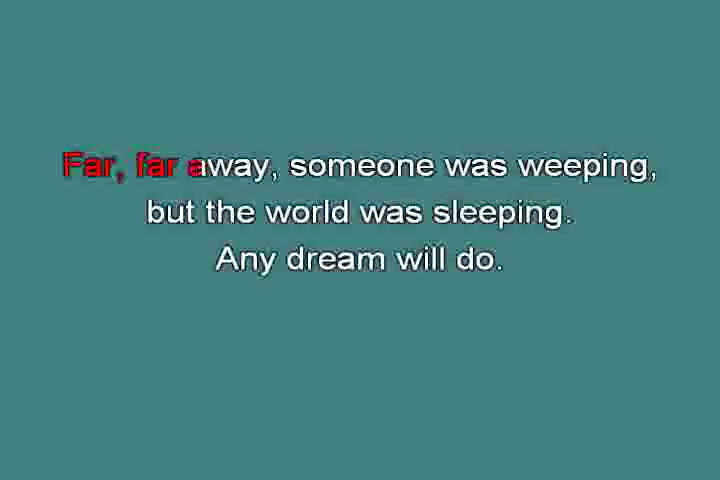 Far, far away, someone was weeping,
but the world was sleeping.
Any dream will do.